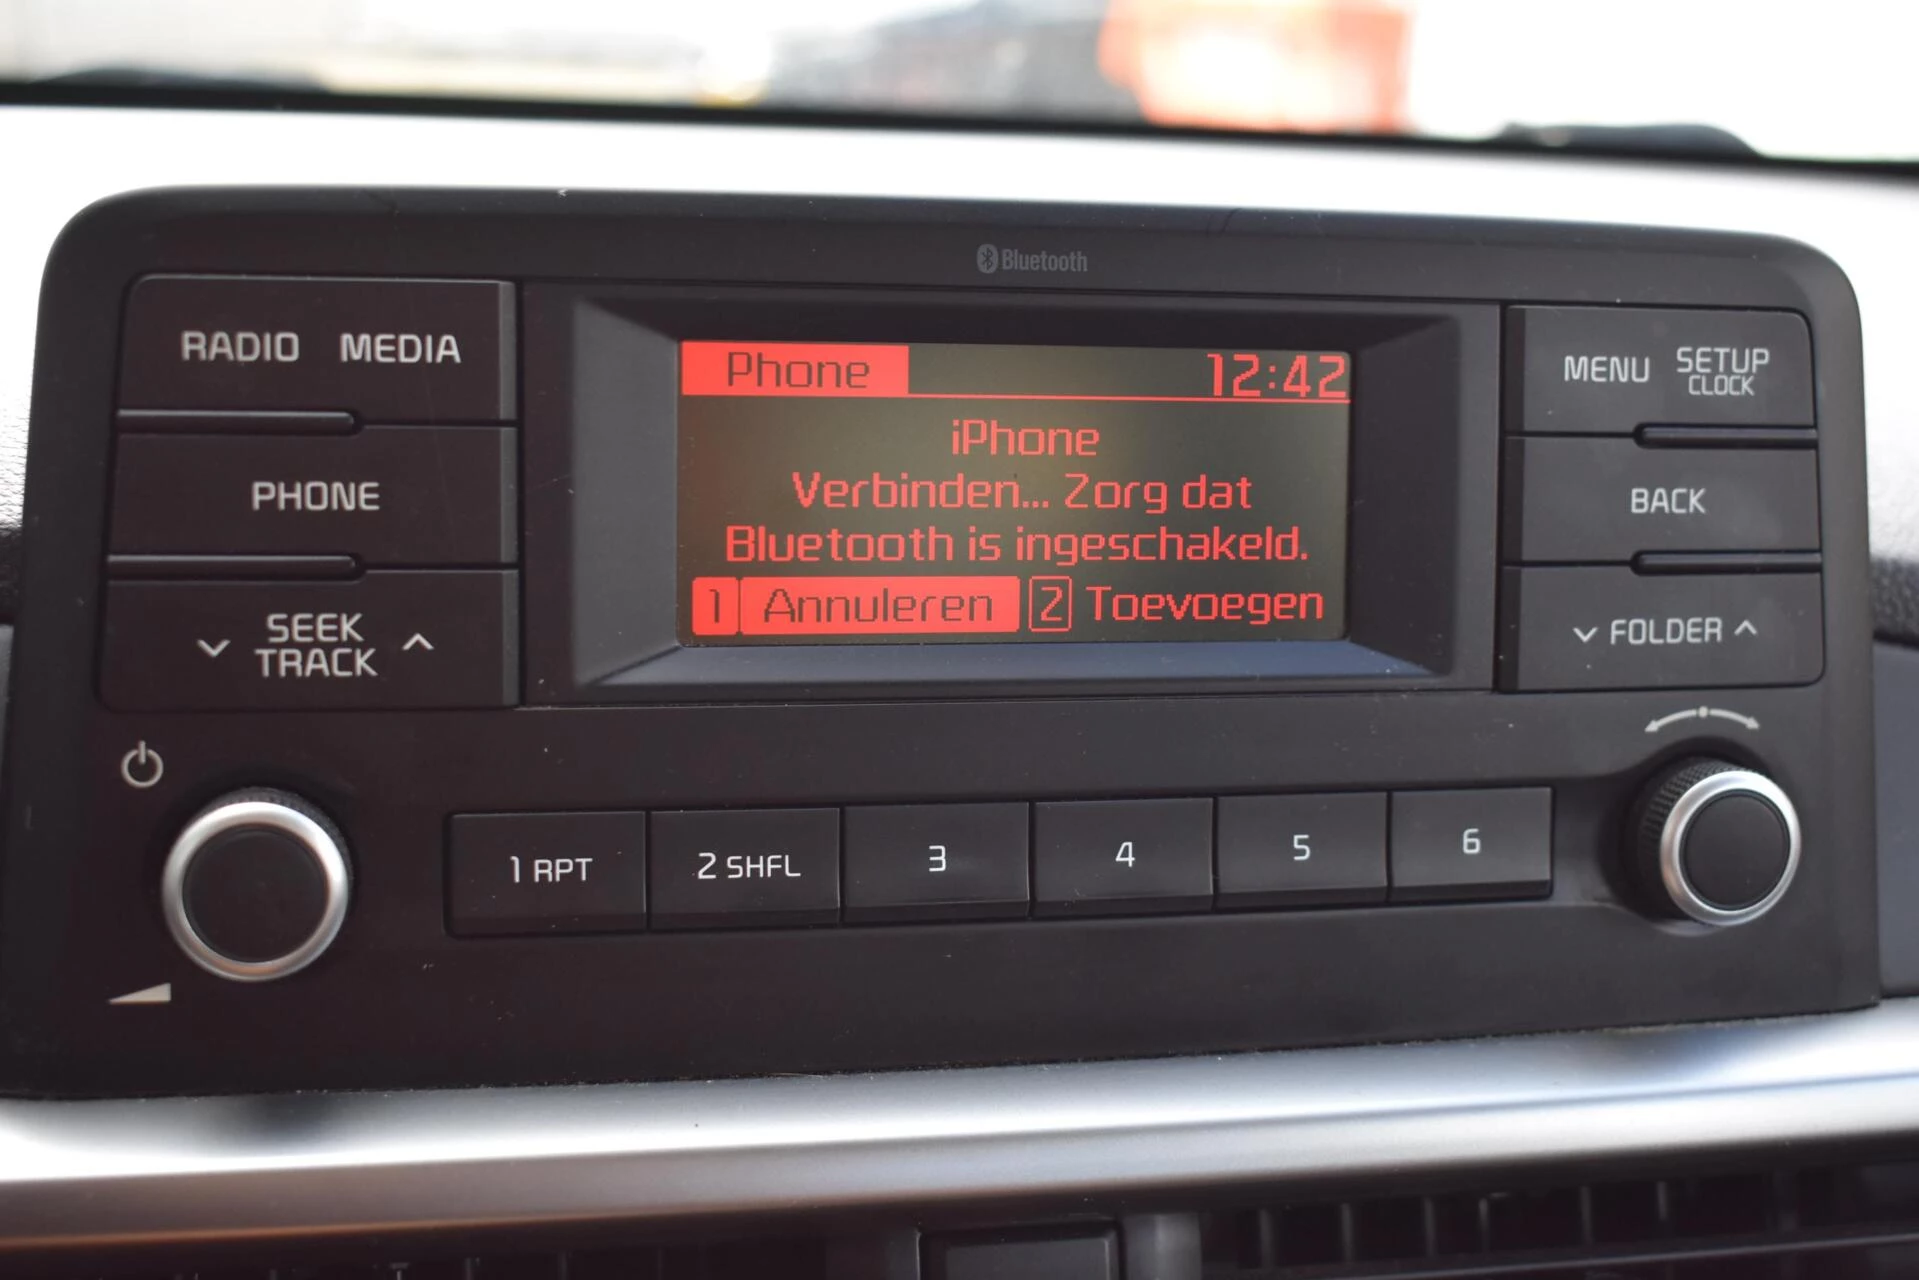 Bluetooth
RADIO MEDIA
PHONE
SEEK
TRACK
Phone 12:42
iPhone
Verbinden... Zorg dat
Bluetooth is ingeschakeld.
1 Annuleren 2 Toevoegen
MENU SETUP
CLOCK
BACK
FOLDER
1 RPT 2 SHFL 3 4 5 6